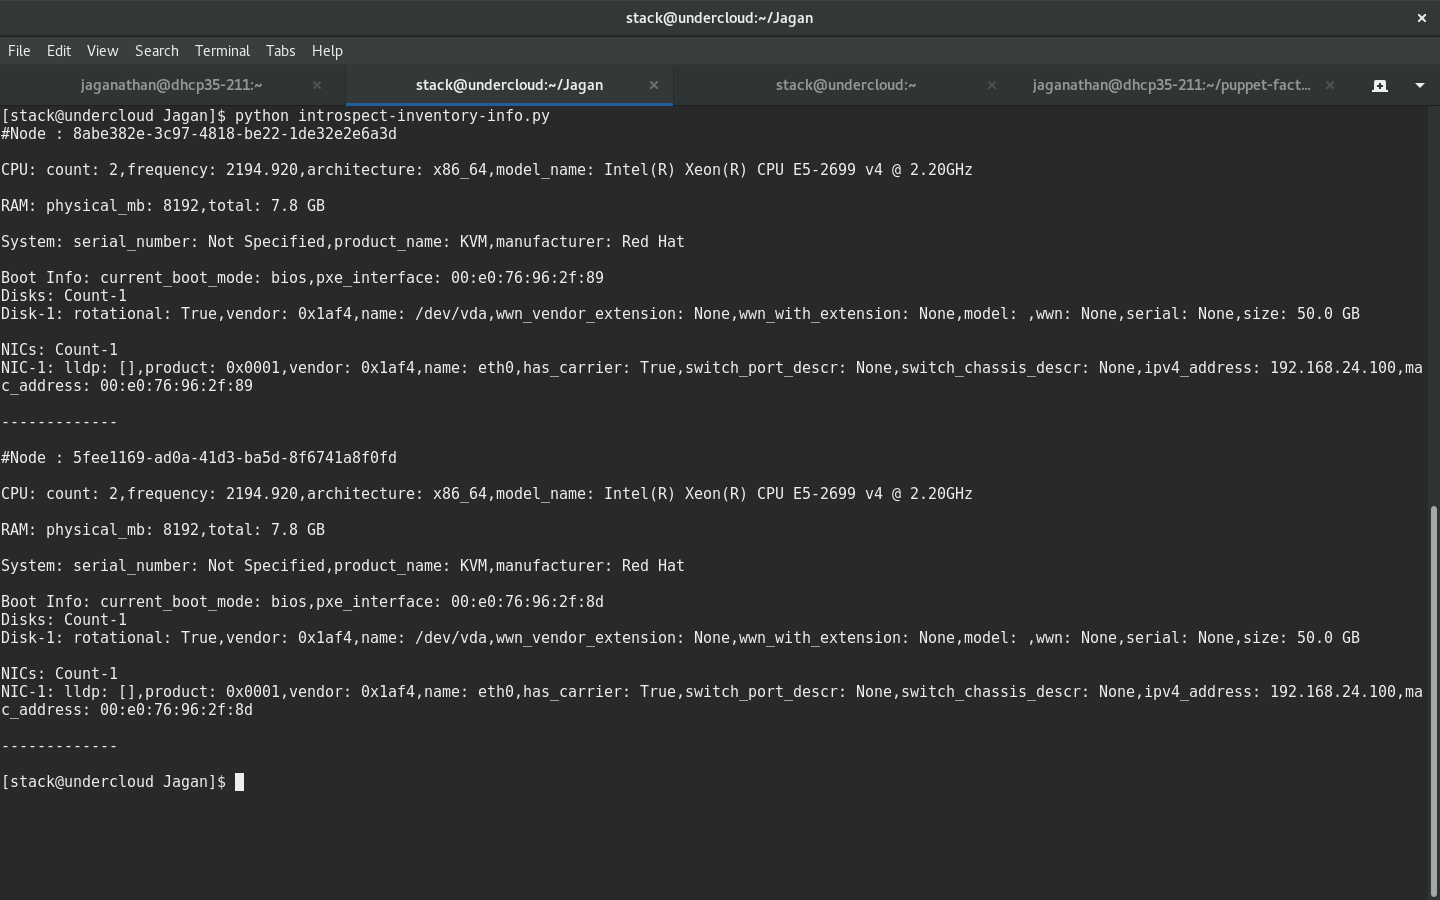 stack@undercloud:~/Jagan
File Edit View Search Terminal Tabs Help
jaganathan@dhcp35-211:~ stack@undercloud:~/Jagan stack@undercloud:~ jaganathan@dhcp35-211:~/puppet-fact...
[stack@undercloud Jagan]$ python introspect-inventory-info.py
#Node : 8abe382e-3c97-4818-be22-1de32e2e6a3d
CPU: count: 2,frequency: 2194.920,architecture: x86_64,model_name: Intel(R) Xeon(R) CPU E5-2699 v4 @ 2.20GHz
RAM: physical_mb: 8192,total: 7.8 GB
System: serial_number: Not Specified,product_name: KVM,manufacturer: Red Hat
Boot Info: current_boot_mode: bios,pxe_interface: 00:e0:76:96:2f:89
Disks: Count-1
Disk-1: rotational: True,vendor: 0x1af4,name: /dev/vda,wwn_vendor_extension: None,wwn_with_extension: None,model: ,wwn: None,serial: None,size: 50.0 GB
NICs: Count-1
NIC-1: lldp: [],product: 0x0001,vendor: 0x1af4,name: eth0,has_carrier: True,switch_port_descr: None,switch_chassis_descr: None,ipv4_address: 192.168.24.100,ma
c_address: 00:e0:76:96:2f:89
-------------
#Node : 5fee1169-ad0a-41d3-ba5d-8f6741a8f0fd
CPU: count: 2,frequency: 2194.920,architecture: x86_64,model_name: Intel(R) Xeon(R) CPU E5-2699 v4 @ 2.20GHz
RAM: physical_mb: 8192,total: 7.8 GB
System: serial_number: Not Specified,product_name: KVM,manufacturer: Red Hat
Boot Info: current_boot_mode: bios,pxe_interface: 00:e0:76:96:2f:8d
Disks: Count-1
Disk-1: rotational: True,vendor: 0x1af4,name: /dev/vda,wwn_vendor_extension: None,wwn_with_extension: None,model: ,wwn: None,serial: None,size: 50.0 GB
NICs: Count-1
NIC-1: lldp: [],product: 0x0001,vendor: 0x1af4,name: eth0,has_carrier: True,switch_port_descr: None,switch_chassis_descr: None,ipv4_address: 192.168.24.100,ma
c_address: 00:e0:76:96:2f:8d
-------------
[stack@undercloud Jagan]$